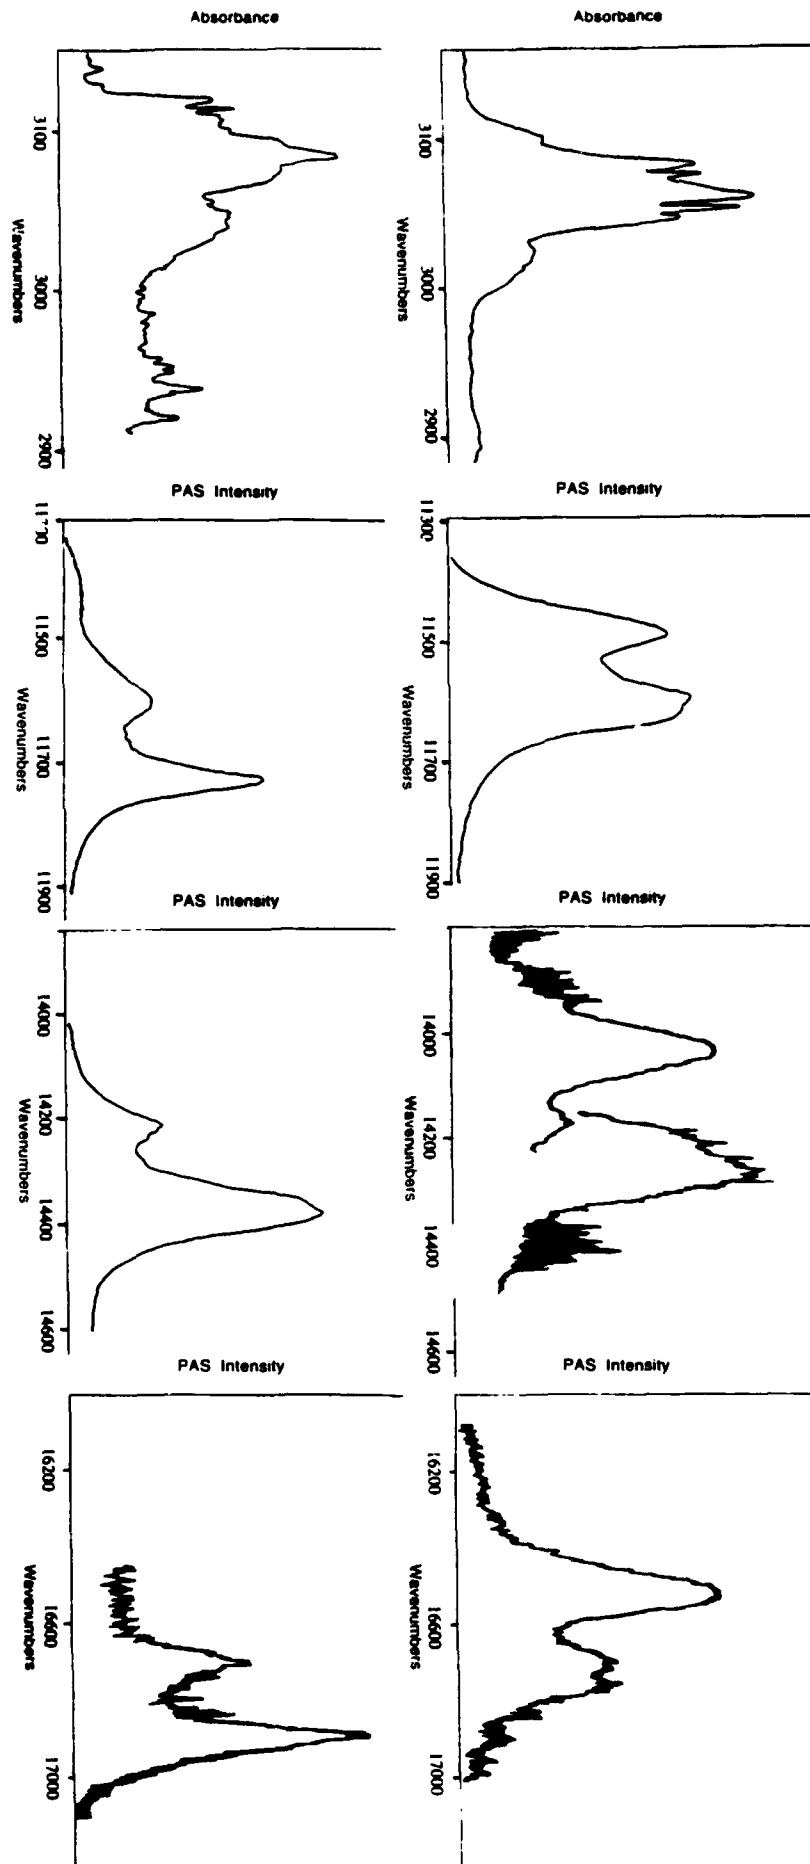 Absorbance
3100 3000 2900
Wavenumbers
PAS Intensity
11300 11500 11700 11900
Wavenumbers
PAS Intensity
14000 14200 14400 14600
Wavenumbers
PAS Intensity
16200 16600 17000
Wavenumbers
Absorbance
3100 3000 2900
Wavenumbers
PAS Intensity
11500 11700 11900
Wavenumbers
PAS Intensity
14000 14200 14400 14600
Wavenumbers
PAS Intensity
16200 16600 17000
Wavenumbers